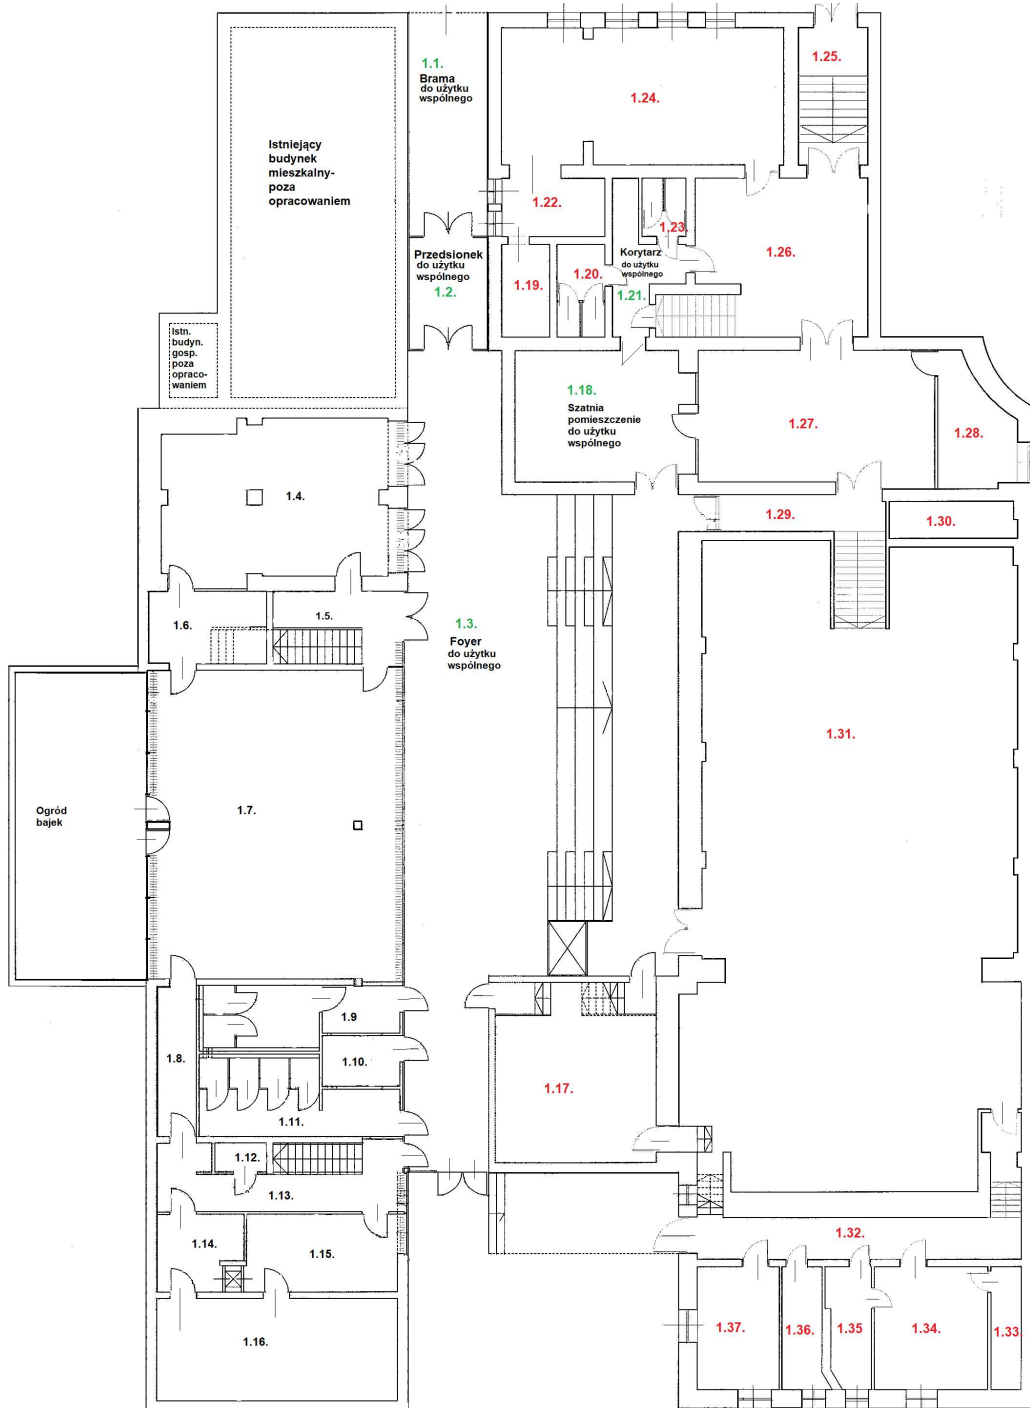 1.1.
Brama
do użytku
wspólnego
1.25.
1.24.
Istniejący
budynek
mieszkalny-
poza
opracowaniem
1.22.
1.23.
Przedsionek
do użytku
wspólnego
1.2.
Korytarz
do użytku
wspólnego
1.21.
1.26.
1.19.
1.20.
Istn.
budyn.
gosp.
poza
opraco-
waniem
1.18.
Szatnia
pomieszczenie
do użytku
wspólnego
1.27.
1.28.
1.4.
1.29.
1.30.
1.6.
1.5.
1.3.
Foyer
do użytku
wspólnego
1.31.
Ogród
bajek
1.7.
1.8.
1.9
1.10.
1.11.
1.17.
1.12.
1.13.
1.14.
1.15.
1.32.
1.16.
1.37.
1.36.
1.35
1.34.
1.33.